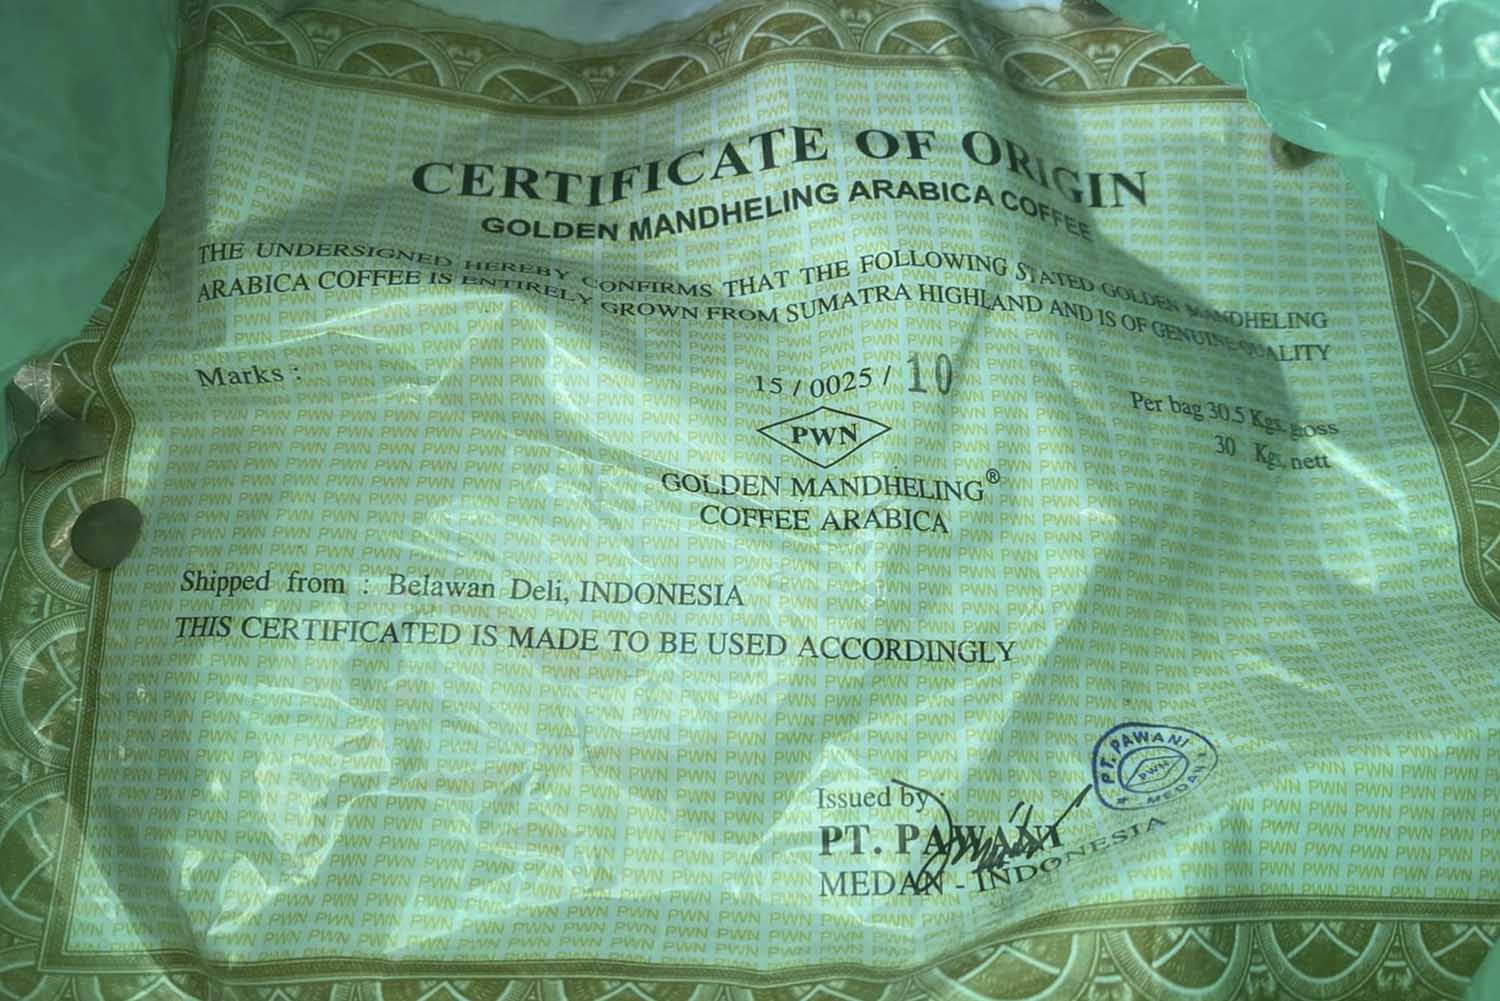 CERTIFICATE OF ORIGIN
GOLDEN MANDHELING ARABICA COFFEE
THE UNDERSIGNED HEREBY CONFIRMS THAT THE FOLLOWING STATED GOLDEN MANDHELING
ARABICA COFFEE IS ENTIRELY GROWN FROM SUMATRA HIGHLAND AND IS OF GENUINE QUALITY
Marks :
15 / 0025 / 10
Per bag 30.5 Kgs. gross
30 Kgs. nett
PWN
GOLDEN MANDHELING®
COFFEE ARABICA
Shipped from : Belawan Deli, INDONESIA
THIS CERTIFICATED IS MADE TO BE USED ACCORDINGLY
Issued by :
PT. PAWANI
MEDAN - INDONESIA
PT. PAWANI
PWN
* MEDAN *